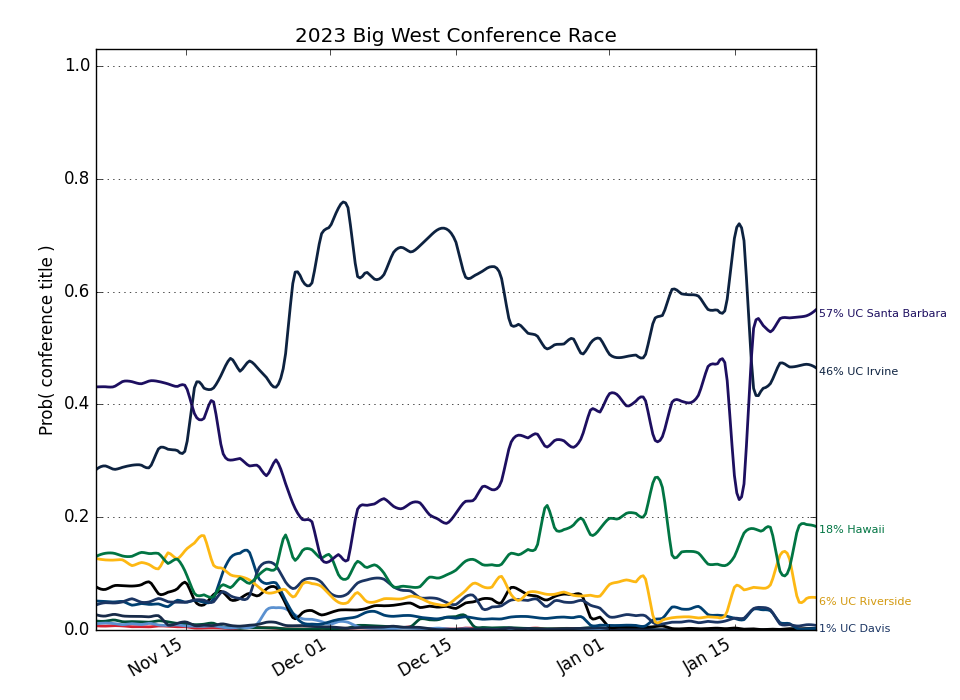 2023 Big West Conference Race
Prob( conference title )
1.0
0.8
0.6
0.4
0.2
0.0
57% UC Santa Barbara
46% UC Irvine
18% Hawaii
6% UC Riverside
1% UC Davis
Nov 15
Dec 01
Dec 15
Jan 01
Jan 15